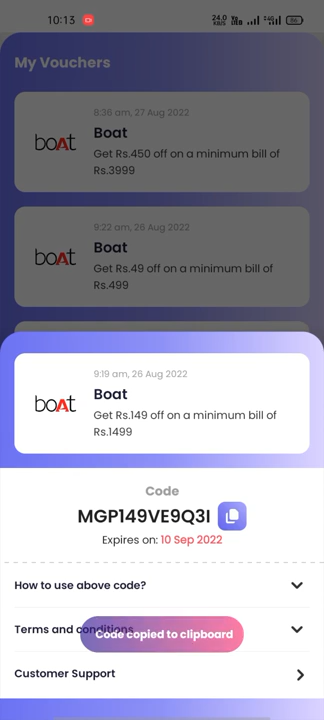 10:13
My Vouchers
8:36 am, 27 Aug 2022
boAt
Boat
Get Rs.450 off on a minimum bill of
Rs.3999
9:22 am, 26 Aug 2022
boAt
Boat
Get Rs.49 off on a minimum bill of
Rs.499
9:19 am, 26 Aug 2022
boAt
Boat
Get Rs.149 off on a minimum bill of
Rs.1499
Code
MGP149VE9Q3I
Expires on: 10 Sep 2022
How to use above code?
Terms and conditions
Code copied to clipboard
Customer Support